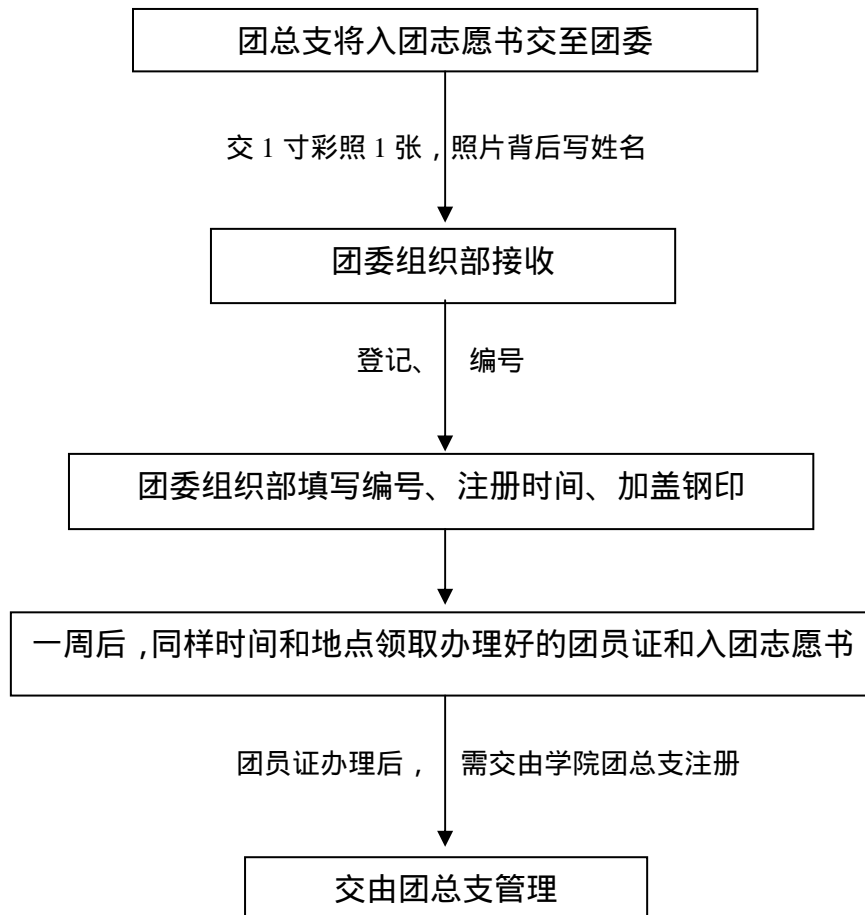 团总支将入团志愿书交至团委
交 1 寸彩照 1 张，照片背后写姓名
团委组织部接收
登记、 编号
团委组织部填写编号、注册时间、加盖钢印
一周后，同样时间和地点领取办理好的团员证和入团志愿书
团员证办理后， 需交由学院团总支注册
交由团总支管理